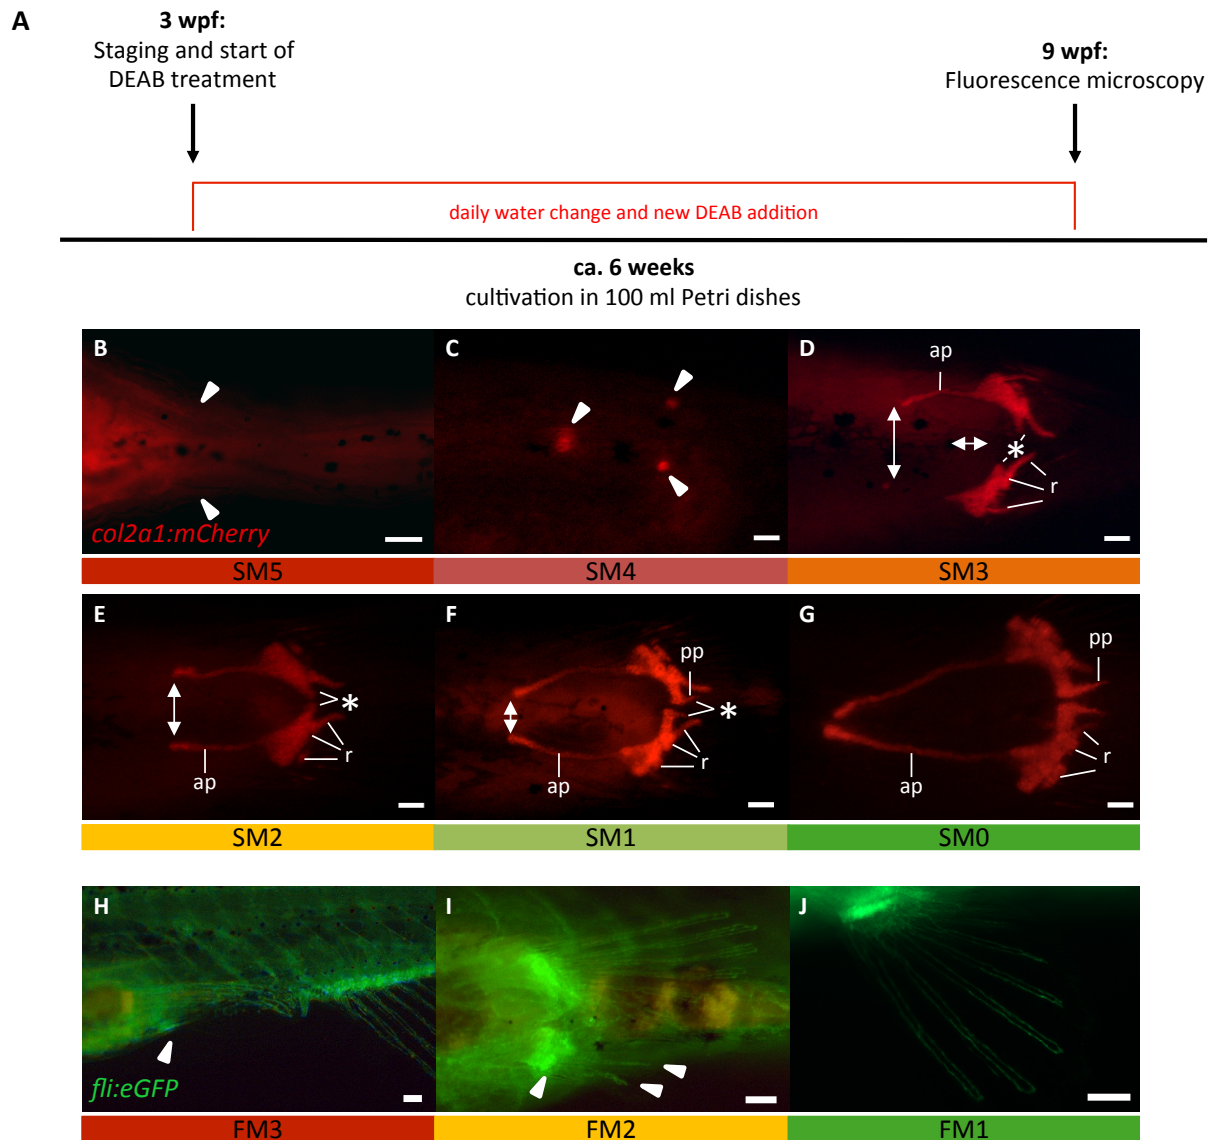 A
3 wpf:
Staging and start of
DEAB treatment
9 wpf:
Fluorescence microscopy
daily water change and new DEAB addition
ca. 6 weeks
cultivation in 100 ml Petri dishes
B
col2a1:mCherry
C
D
ap
*
r
SM5
SM4
SM3
E
*
r
ap
F
pp
*
r
ap
G
pp
r
ap
SM2
SM1
SM0
H
fli:eGFP
I
J
FM3
FM2
FM1